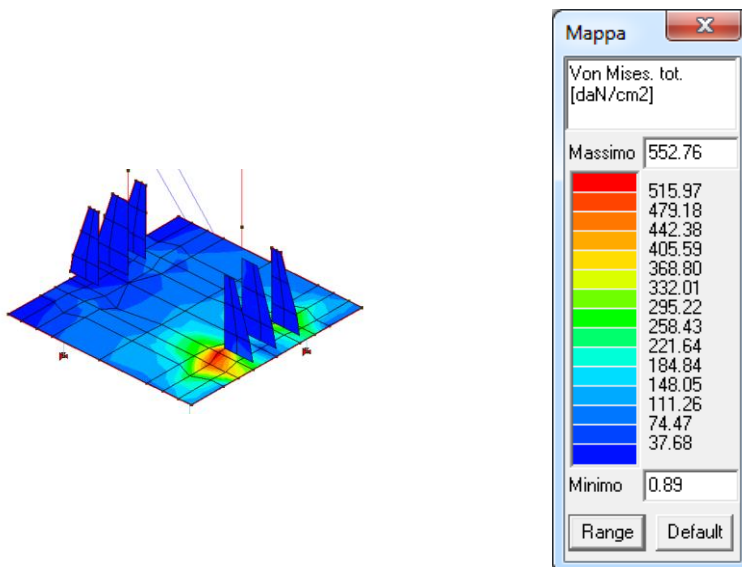 Mappa
Von Mises. tot.
[daN/cm2]
Massimo 552.76
515.97
479.18
442.38
405.59
368.80
332.01
295.22
258.43
221.64
184.84
148.05
111.26
74.47
37.68
Minimo 0.89
Range Default